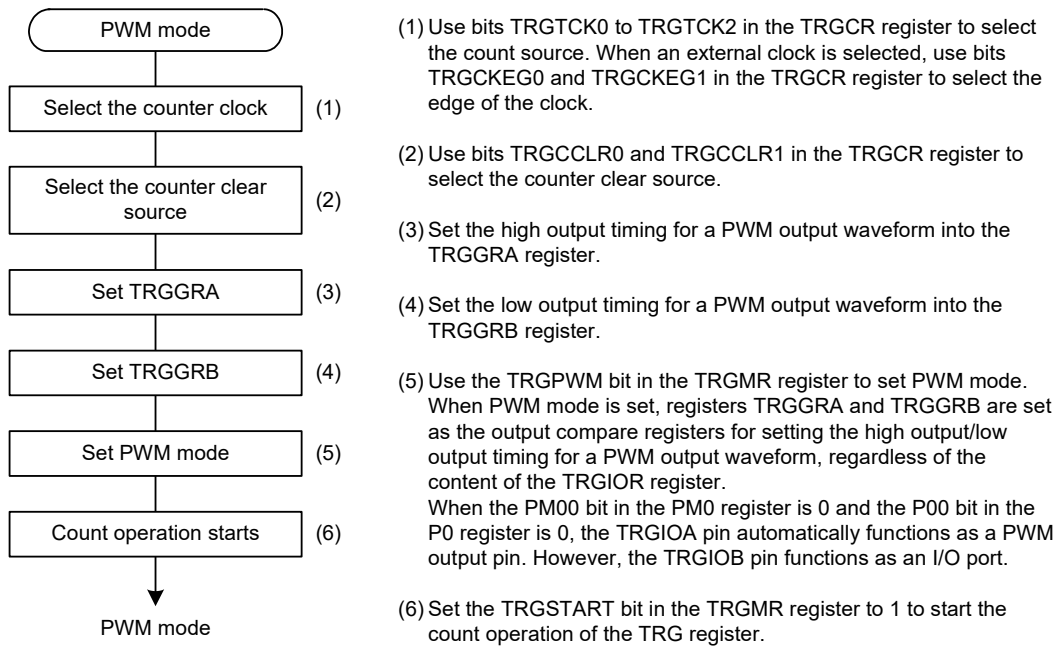 PWM mode
Select the counter clock (1)
Select the counter clear
source
(2)
Set TRGGRA (3)
Set TRGGRB (4)
Set PWM mode (5)
Count operation starts (6)
PWM mode
(1) Use bits TRGTCK0 to TRGTCK2 in the TRGCR register to select
the count source. When an external clock is selected, use bits
TRGCKEG0 and TRGCKEG1 in the TRGCR register to select the
edge of the clock.
(2) Use bits TRGCCLR0 and TRGCCLR1 in the TRGCR register to
select the counter clear source.
(3) Set the high output timing for a PWM output waveform into the
TRGGRA register.
(4) Set the low output timing for a PWM output waveform into the
TRGGRB register.
(5) Use the TRGPWM bit in the TRGMR register to set PWM mode.
When PWM mode is set, registers TRGGRA and TRGGRB are set
as the output compare registers for setting the high output/low
output timing for a PWM output waveform, regardless of the
content of the TRGIOR register.
When the PM00 bit in the PM0 register is 0 and the P00 bit in the
P0 register is 0, the TRGIOA pin automatically functions as a PWM
output pin. However, the TRGIOB pin functions as an I/O port.
(6) Set the TRGSTART bit in the TRGMR register to 1 to start the
count operation of the TRG register.